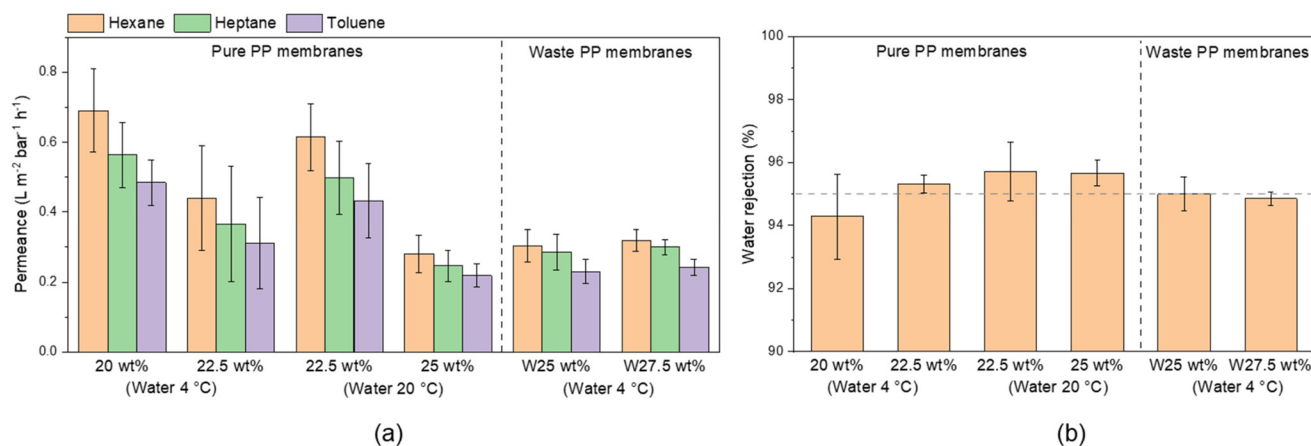 Hexane Heptane Toluene
Pure PP membranes Waste PP membranes
Permeance (L m⁻² bar⁻¹ h⁻¹)
0.8
0.6
0.4
0.2
0.0
20 wt% 22.5 wt% 22.5 wt% 25 wt% W25 wt% W27.5 wt%
(Water 4 °C) (Water 20 °C) (Water 4 °C)
(a)
Pure PP membranes Waste PP membranes
Water rejection (%)
100
98
96
94
92
90
20 wt% 22.5 wt% 22.5 wt% 25 wt% W25 wt% W27.5 wt%
(Water 4 °C) (Water 20 °C) (Water 4 °C)
(b)